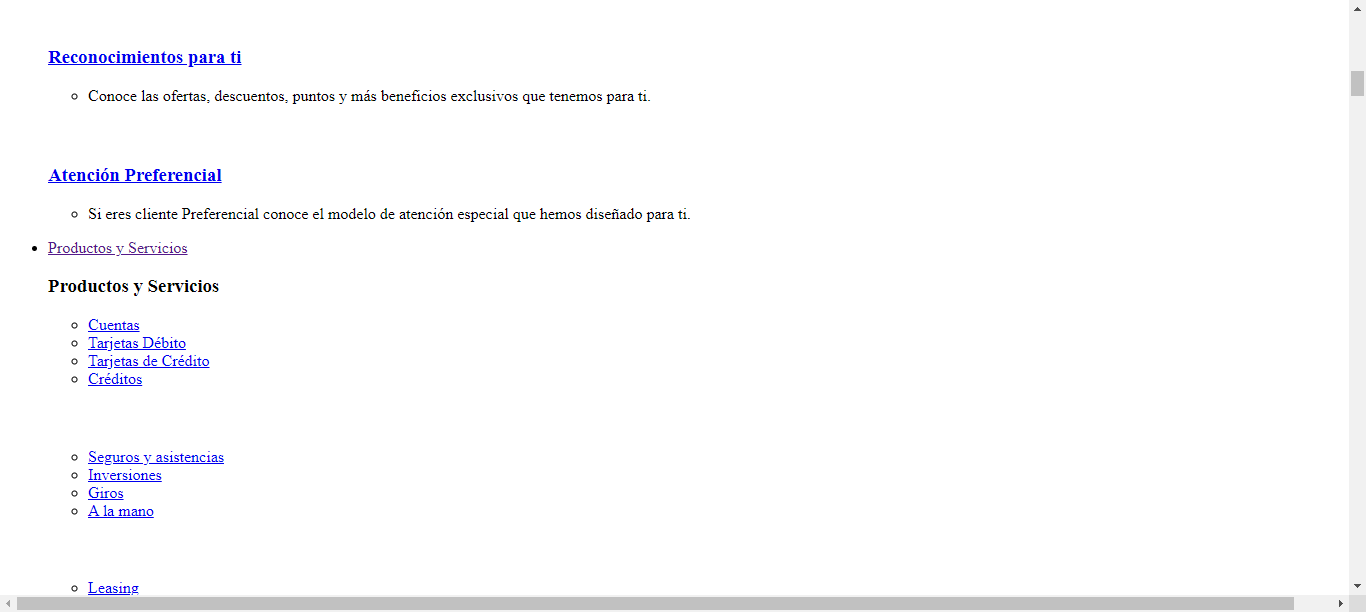 Reconocimientos para ti
Conoce las ofertas, descuentos, puntos y más beneficios exclusivos que tenemos para ti.
Atención Preferencial
Si eres cliente Preferencial conoce el modelo de atención especial que hemos diseñado para ti.
Productos y Servicios
Productos y Servicios
Cuentas
Tarjetas Débito
Tarjetas de Crédito
Créditos
Seguros y asistencias
Inversiones
Giros
A la mano
Leasing